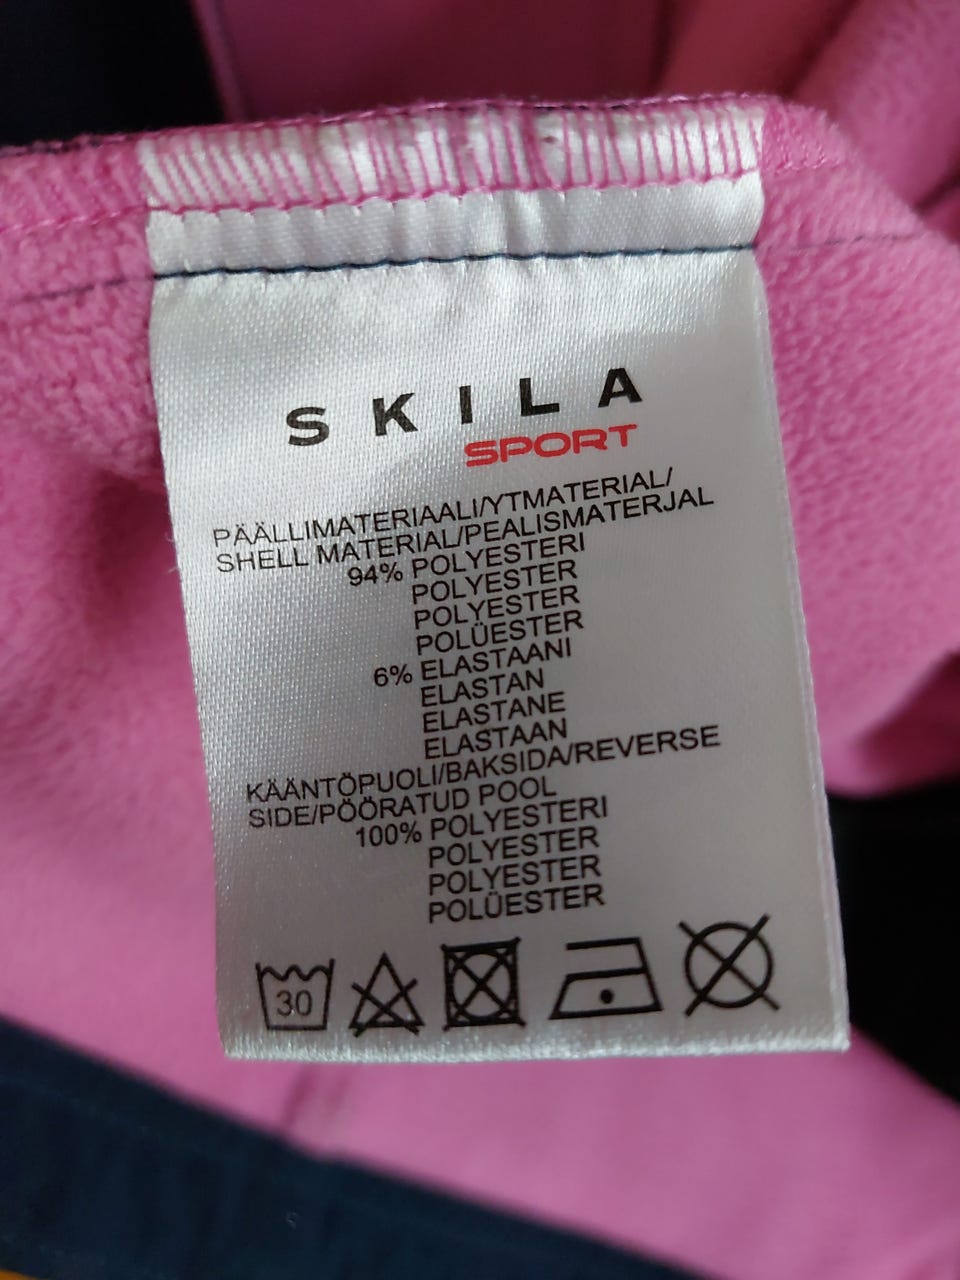 SKILA
SPORT
PÄÄLLIMATERIAALI/YTMATERIAL/
SHELL MATERIAL/PEALISMATERJAL
94% POLYESTERI
POLYESTER
POLYESTER
POLÜESTER
6% ELASTAANI
ELASTAN
ELASTANE
ELASTAAN
KÄÄNTÖPUOLI/BAKSIDA/REVERSE
SIDE/PÖÖRATUD POOL
100% POLYESTERI
POLYESTER
POLYESTER
POLÜESTER
30